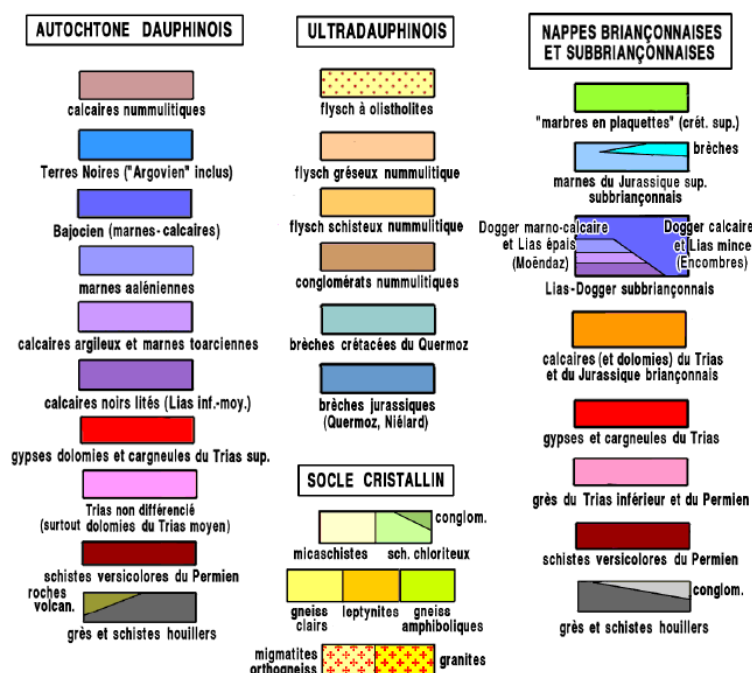 AUTOCHTONE DAUPHINOIS
calcaires nummulitiques
Terres Noires ("Argovien" inclus)
Bajocien (marnes-calcaires)
marnes aaléniennes
calcaires argileux et marnes toarciennes
calcaires noirs lités (Lias inf.-moy.)
gypses dolomies et cargneules du Trias sup.
Trias non différencié
(surtout dolomies du Trias moyen)
schistes versicolores du Permien
roches
volcan.
grès et schistes houillers
ULTRADAUPHINOIS
flysch à olistholites
flysch gréseux nummulitique
flysch schisteux nummulitique
conglomérats nummulitiques
brèches crétacées du Quermoz
brèches jurassiques
(Quermoz, Niélard)
SOCLE CRISTALLIN
conglom.
micaschistes
sch. chloriteux
gneiss
clairs
leptynites
gneiss
amphiboliques
migmatites
orthogneiss
granites
NAPPES BRIANÇONNAISES
ET SUBBRIANÇONNAISES
"marbres en plaquettes" (crét. sup.)
brèches
marnes du Jurassique sup.
subbriançonnais
Dogger marno-calcaire
et Lias épais
(Moëndaz)
Dogger calcaire
et Lias mince
(Encombres)
Lias-Dogger subbriançonnais
calcaires (et dolomies) du Trias
et du Jurassique briançonnais
gypses et cargneules du Trias
grès du Trias inférieur et du Permien
schistes versicolores du Permien
conglom.
grès et schistes houillers